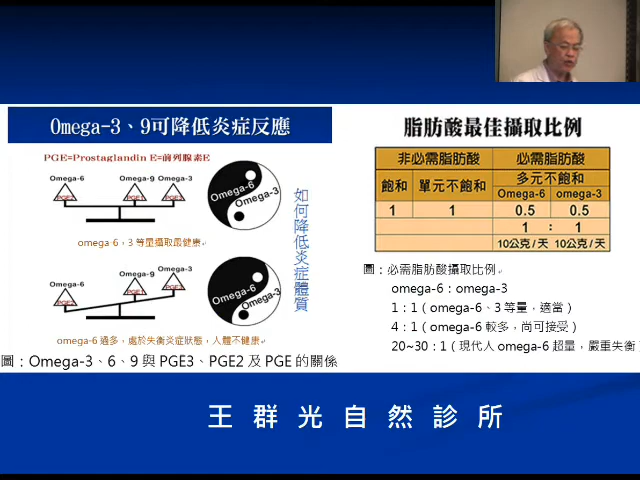 Omega-3、9可降低炎症反應
PGE=Prostaglandin E=前列腺素E
Omega-6 Omega-9 Omega-3
PGE2 PGE1 PGE3
Omega-6
Omega-3
omega-6，3 等量攝取最健康
Omega-6 Omega-9 Omega-3
PGE2 PGE1 PGE3
Omega-6
Omega-3
omega-6 過多，處於失衡炎症狀態，人體不健康
如何降低炎症體質
圖：Omega-3、6、9 與 PGE3、PGE2 及 PGE 的關係
脂肪酸最佳攝取比例
非必需脂肪酸 必需脂肪酸
飽和 單元不飽和 多元不飽和
Omega-6 omega-3
1 1 0.5 0.5
1 : 1
10公克/天 10公克/天
圖：必需脂肪酸攝取比例
omega-6：omega-3
1：1（omega-6、3 等量，適當）
4：1（omega-6 較多，尚可接受）
20~30：1（現代人 omega-6 超量，嚴重失衡
王群光自然診所